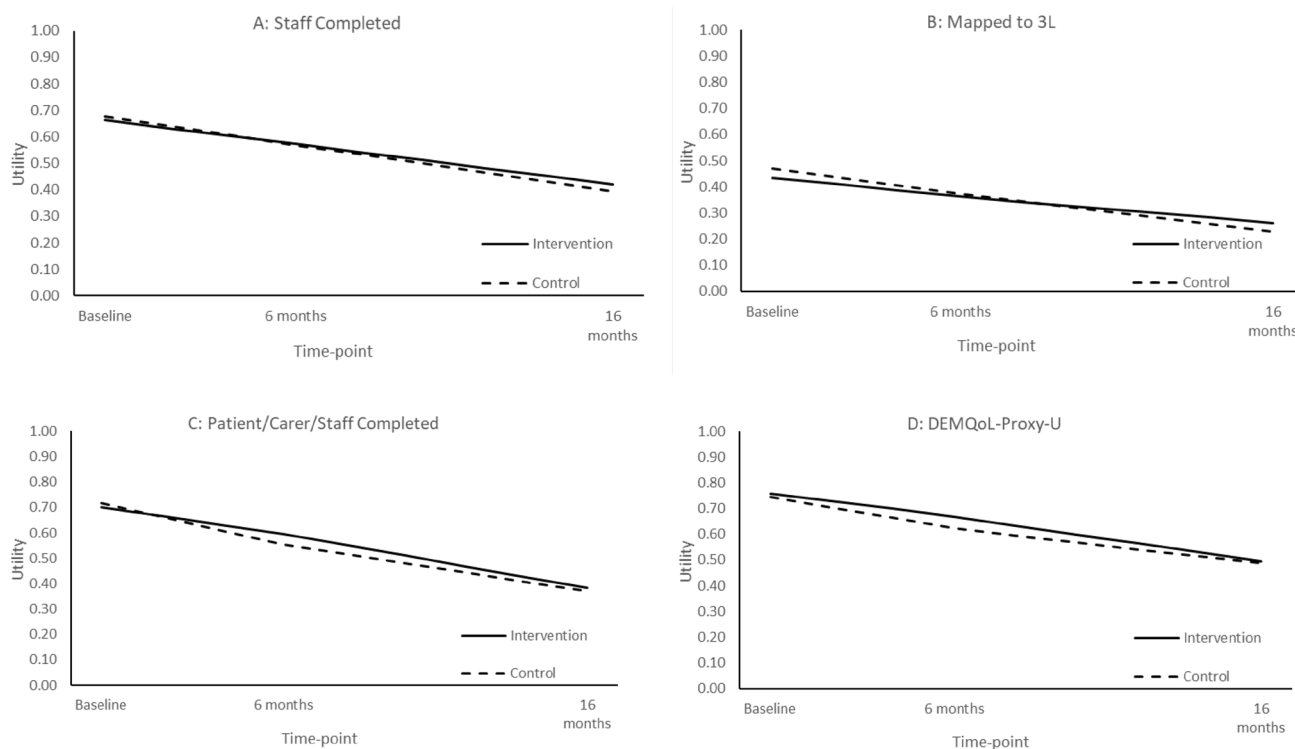 A: Staff Completed
1.00
0.90
0.80
0.70
0.60
0.50
0.40
0.30
0.20
0.10
0.00
Utility
Intervention
Control
Baseline
6 months
16
months
Time-point
B: Mapped to 3L
1.00
0.90
0.80
0.70
0.60
0.50
0.40
0.30
0.20
0.10
0.00
Utility
Intervention
Control
Baseline
6 months
16
months
Time-point
C: Patient/Carer/Staff Completed
1.00
0.90
0.80
0.70
0.60
0.50
0.40
0.30
0.20
0.10
0.00
Utility
Intervention
Control
Baseline
6 months
16
months
Time-point
D: DEMQoL-Proxy-U
1.00
0.90
0.80
0.70
0.60
0.50
0.40
0.30
0.20
0.10
0.00
Utility
Intervention
Control
Baseline
6 months
16
months
Time-point